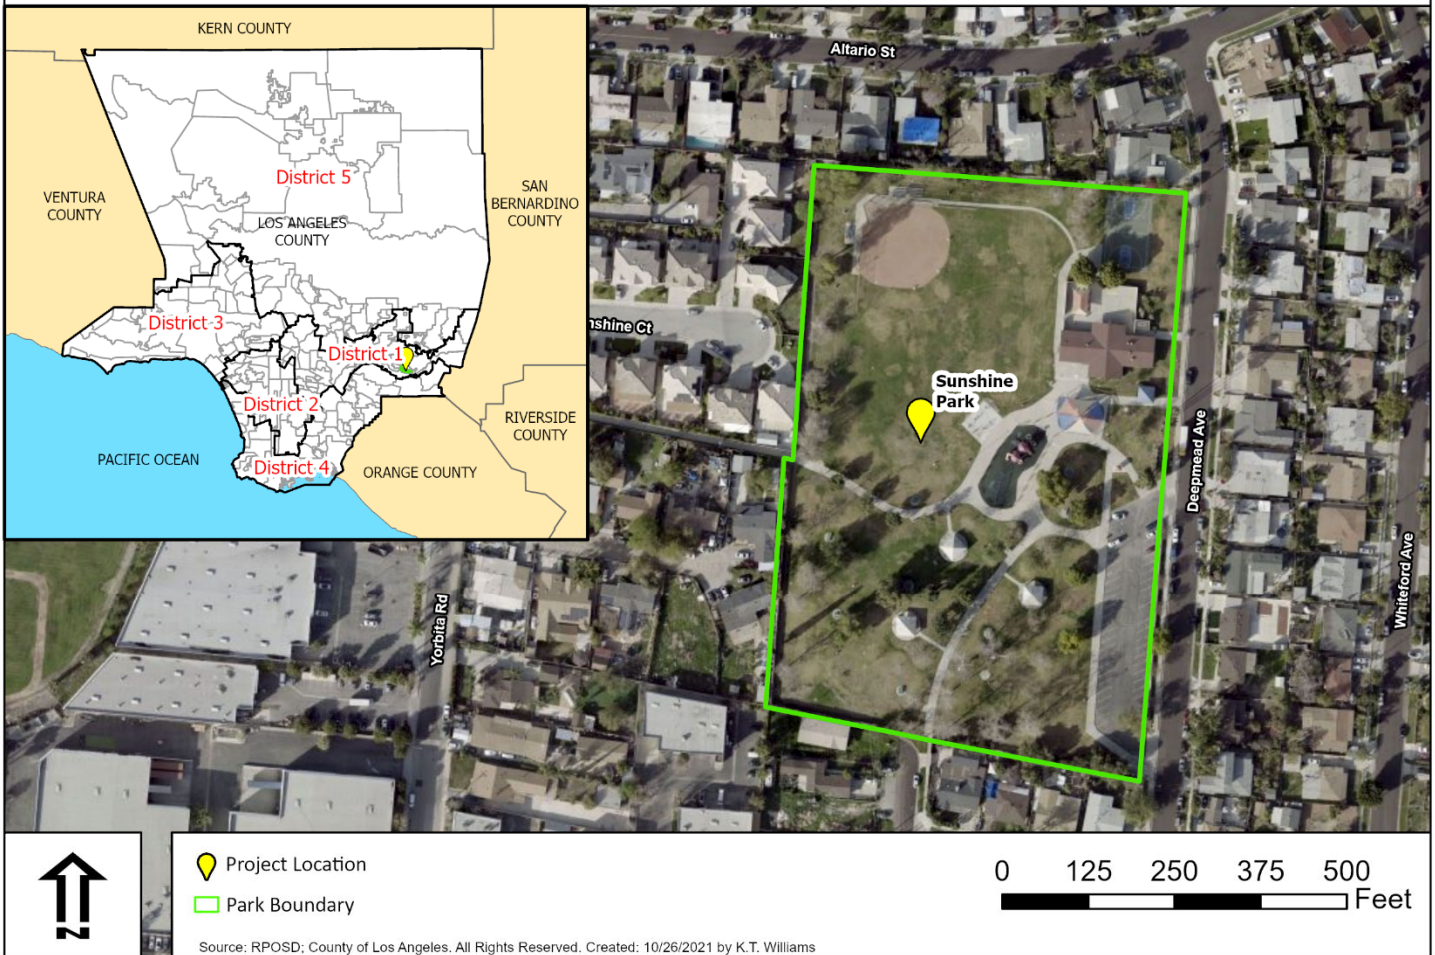 KERN COUNTY
VENTURA
COUNTY
District 5
LOS ANGELES
COUNTY
SAN
BERNARDINO
COUNTY
District 3
District 1
District 2
RIVERSIDE
COUNTY
PACIFIC OCEAN
District 4
ORANGE COUNTY
Altario St
nshine Ct
Sunshine
Park
Deepmead Ave
Whiteford Ave
Yorbita Rd
N
Project Location
Park Boundary
0 125 250 375 500
Feet
Source: RPOSD; County of Los Angeles. All Rights Reserved. Created: 10/26/2021 by K.T. Williams